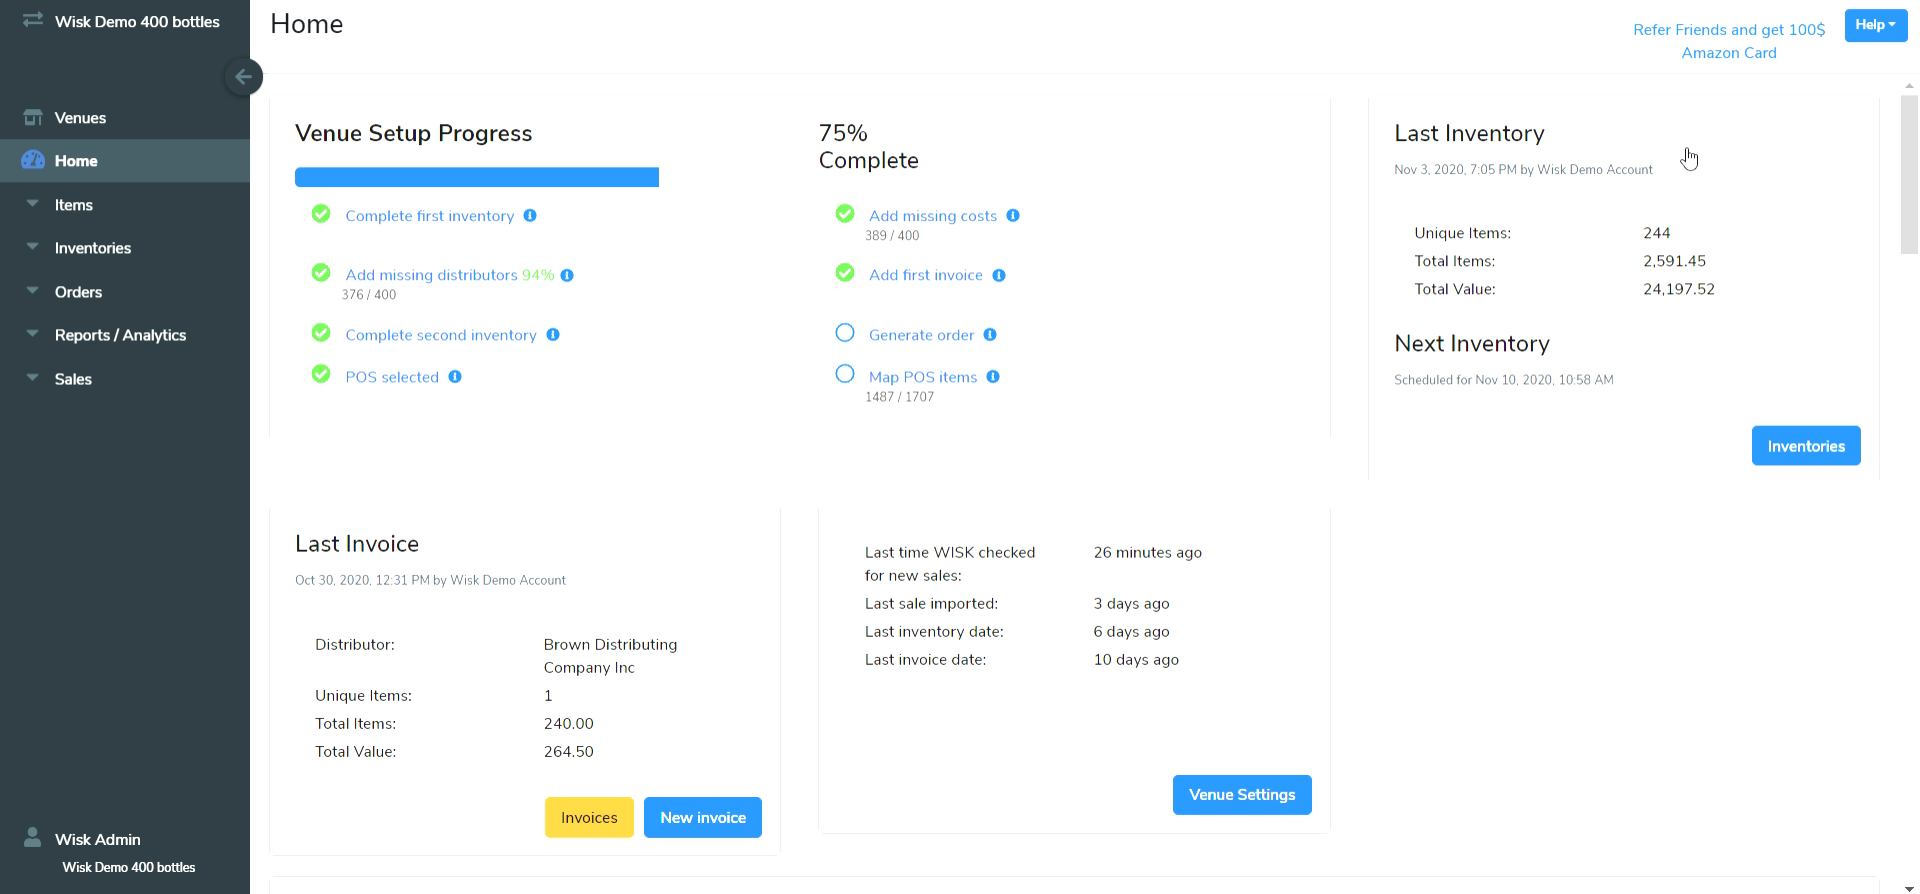 Wisk Demo 400 bottles
Home
Refer Friends and get 100$
Amazon Card
Help
Venues
Home
Items
Inventories
Orders
Reports / Analytics
Sales
Wisk Admin
Wisk Demo 400 bottles
Venue Setup Progress
75%
Complete
Complete first inventory
Add missing distributors 94%
376 / 400
Complete second inventory
POS selected
Add missing costs
389 / 400
Add first invoice
Generate order
Map POS items
1487 / 1707
Last Inventory
Nov 3, 2020, 7:05 PM by Wisk Demo Account
Unique Items: 244
Total Items: 2,591.45
Total Value: 24,197.52
Next Inventory
Scheduled for Nov 10, 2020, 10:58 AM
Inventories
Last Invoice
Oct 30, 2020, 12:31 PM by Wisk Demo Account
Distributor: Brown Distributing
Company Inc
Unique Items: 1
Total Items: 240.00
Total Value: 264.50
Invoices
New invoice
Last time WISK checked 26 minutes ago
for new sales:
Last sale imported: 3 days ago
Last inventory date: 6 days ago
Last invoice date: 10 days ago
Venue Settings